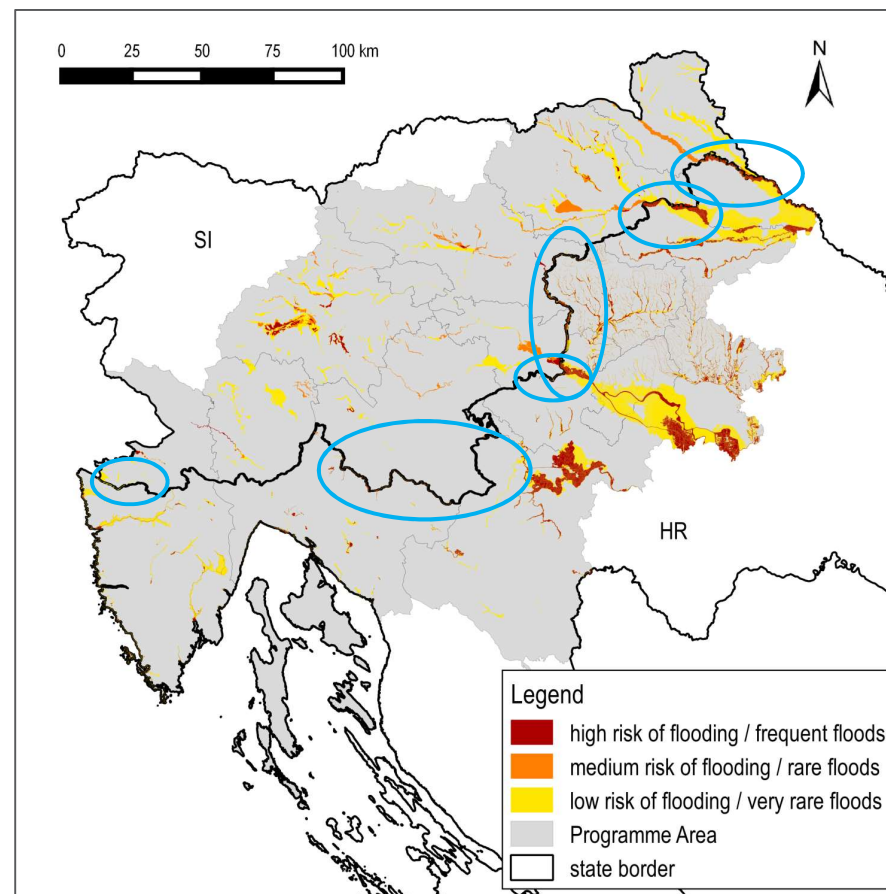 0 25 50 75 100 km
N
SI
HR
Legend
high risk of flooding / frequent floods
medium risk of flooding / rare floods
low risk of flooding / very rare floods
Programme Area
state border